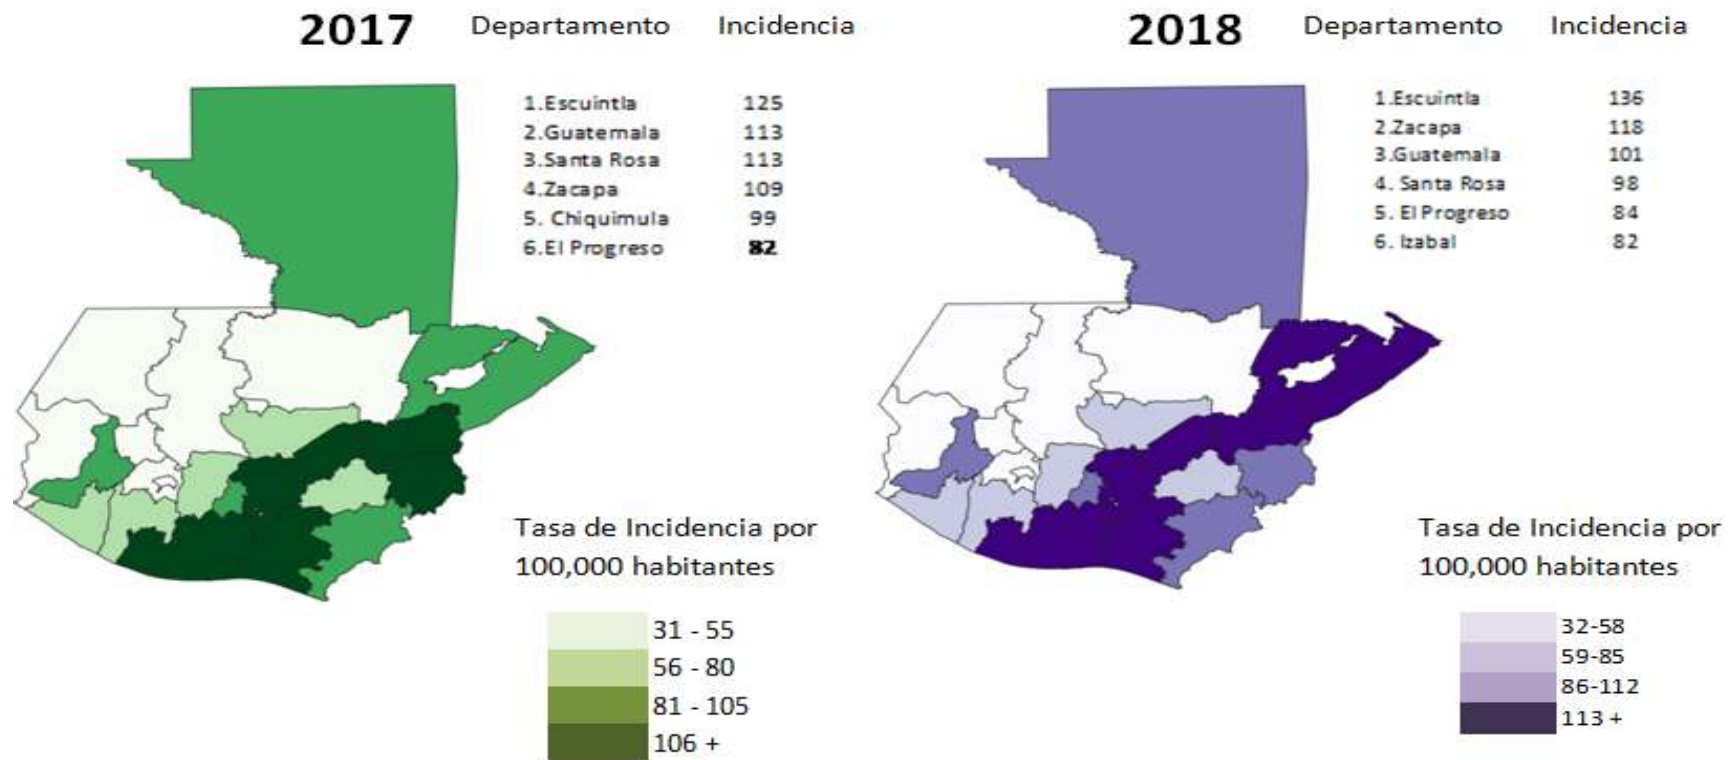 2017 Departamento Incidencia
1.Escuintla 125
2.Guatemala 113
3.Santa Rosa 113
4.Zacapa 109
5. Chiquimula 99
6.El Progreso 82
Tasa de Incidencia por
100,000 habitantes
31 - 55
56 - 80
81 - 105
106 +
2018 Departamento Incidencia
1.Escuintla 136
2.Zacapa 118
3.Guatemala 101
4. Santa Rosa 98
5. El Progreso 84
6. Izabal 82
Tasa de Incidencia por
100,000 habitantes
32-58
59-85
86-112
113 +